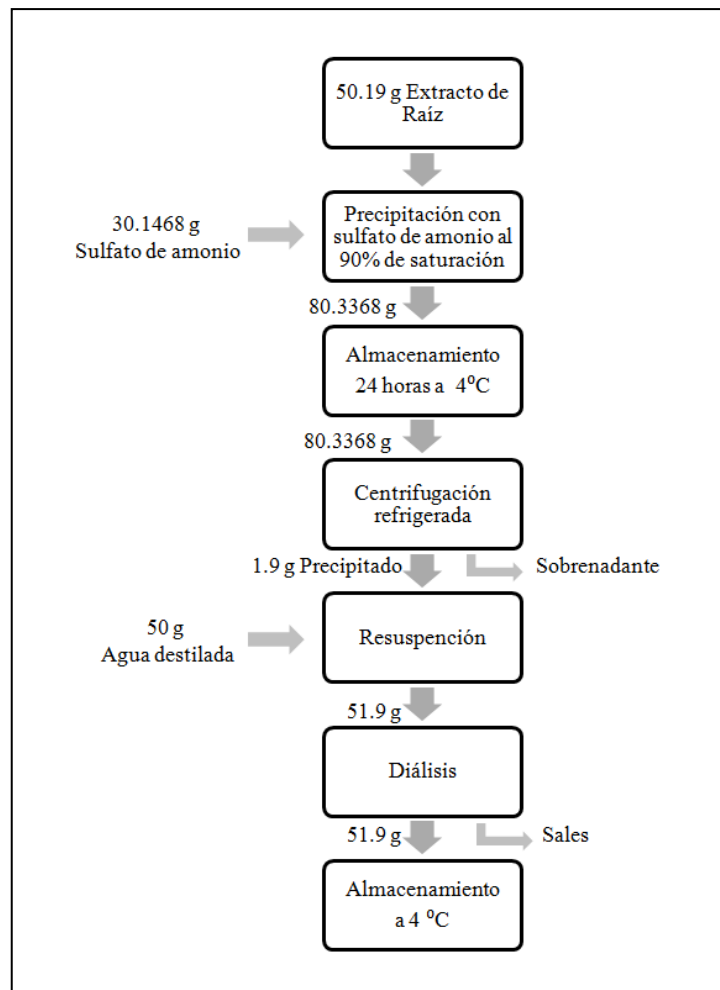 50.19 g Extracto de
Raíz
30.1468 g
Sulfato de amonio
Precipitación con
sulfato de amonio al
90% de saturación
80.3368 g
Almacenamiento
24 horas a 4⁰C
80.3368 g
Centrifugación
refrigerada
1.9 g Precipitado
Sobrenadante
50 g
Agua destilada
Resuspención
51.9 g
Diálisis
51.9 g
Sales
Almacenamiento
a 4 ⁰C